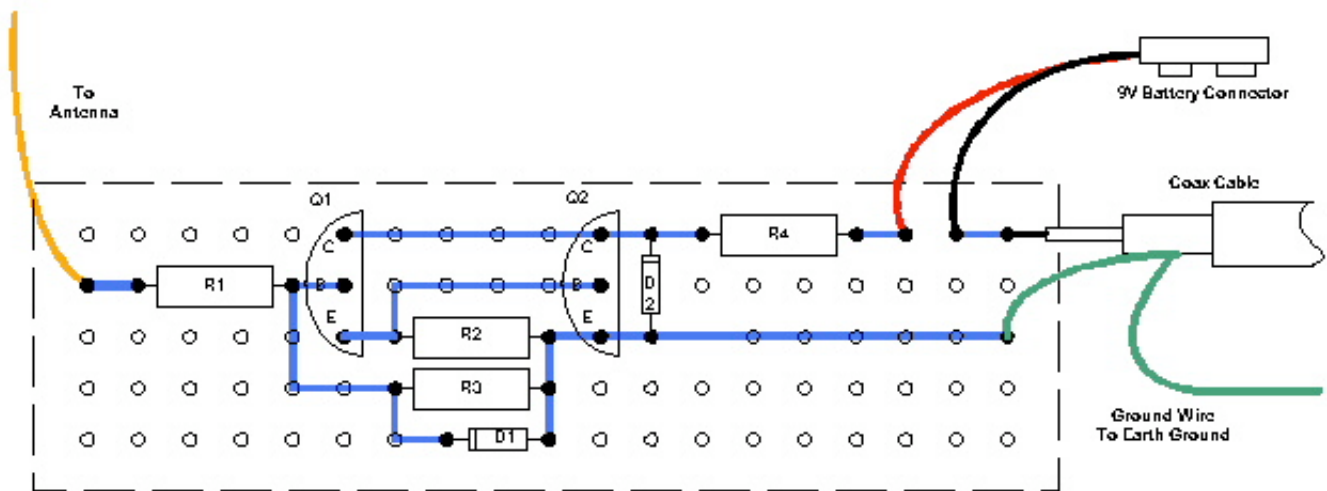 9V Battery Connector
To
Antenna
Coax Cable
Q1
Q2
C
C
R4
R1
B
B
D
2
E
R2
E
R3
D1
Ground Wire
To Earth Ground